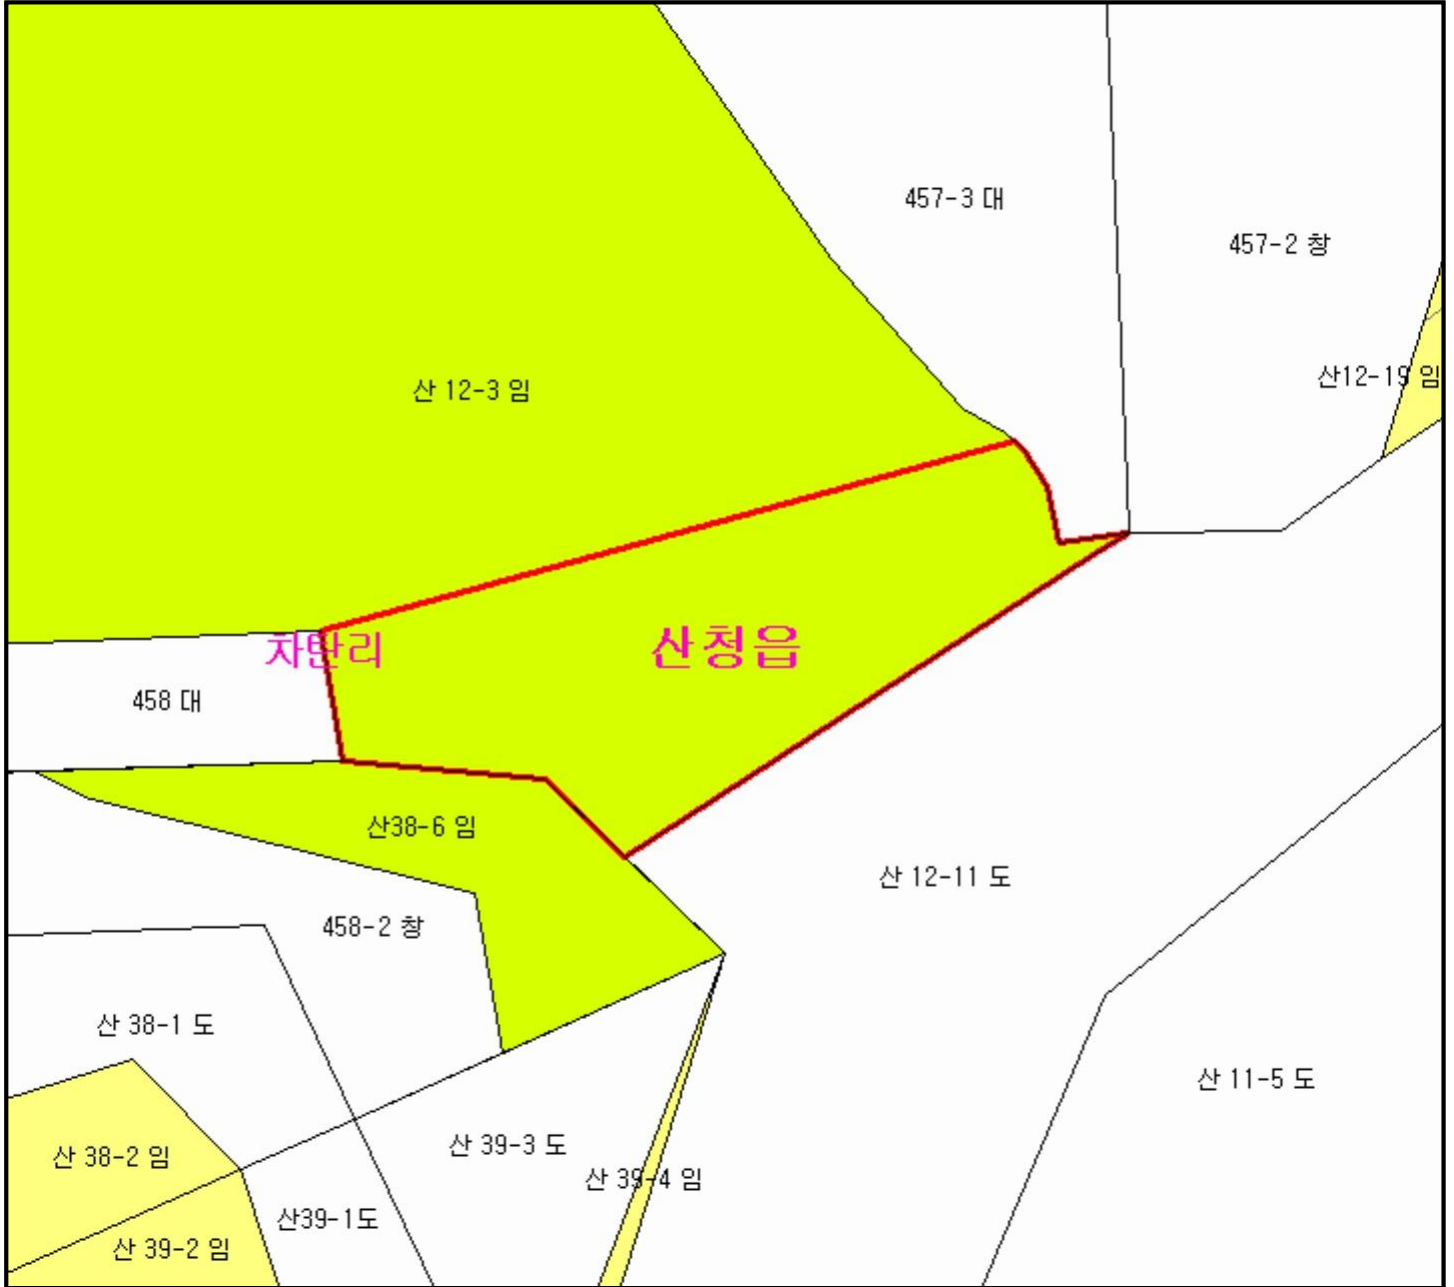 457-3 대
457-2 창
산12-19 임
산 12-3 임
차탄리
산청읍
458 대
산38-6 임
산 12-11 도
458-2 창
산 38-1 도
산 11-5 도
산 39-3 도
산 38-2 임
산 39-4 임
산39-1도
산 39-2 임